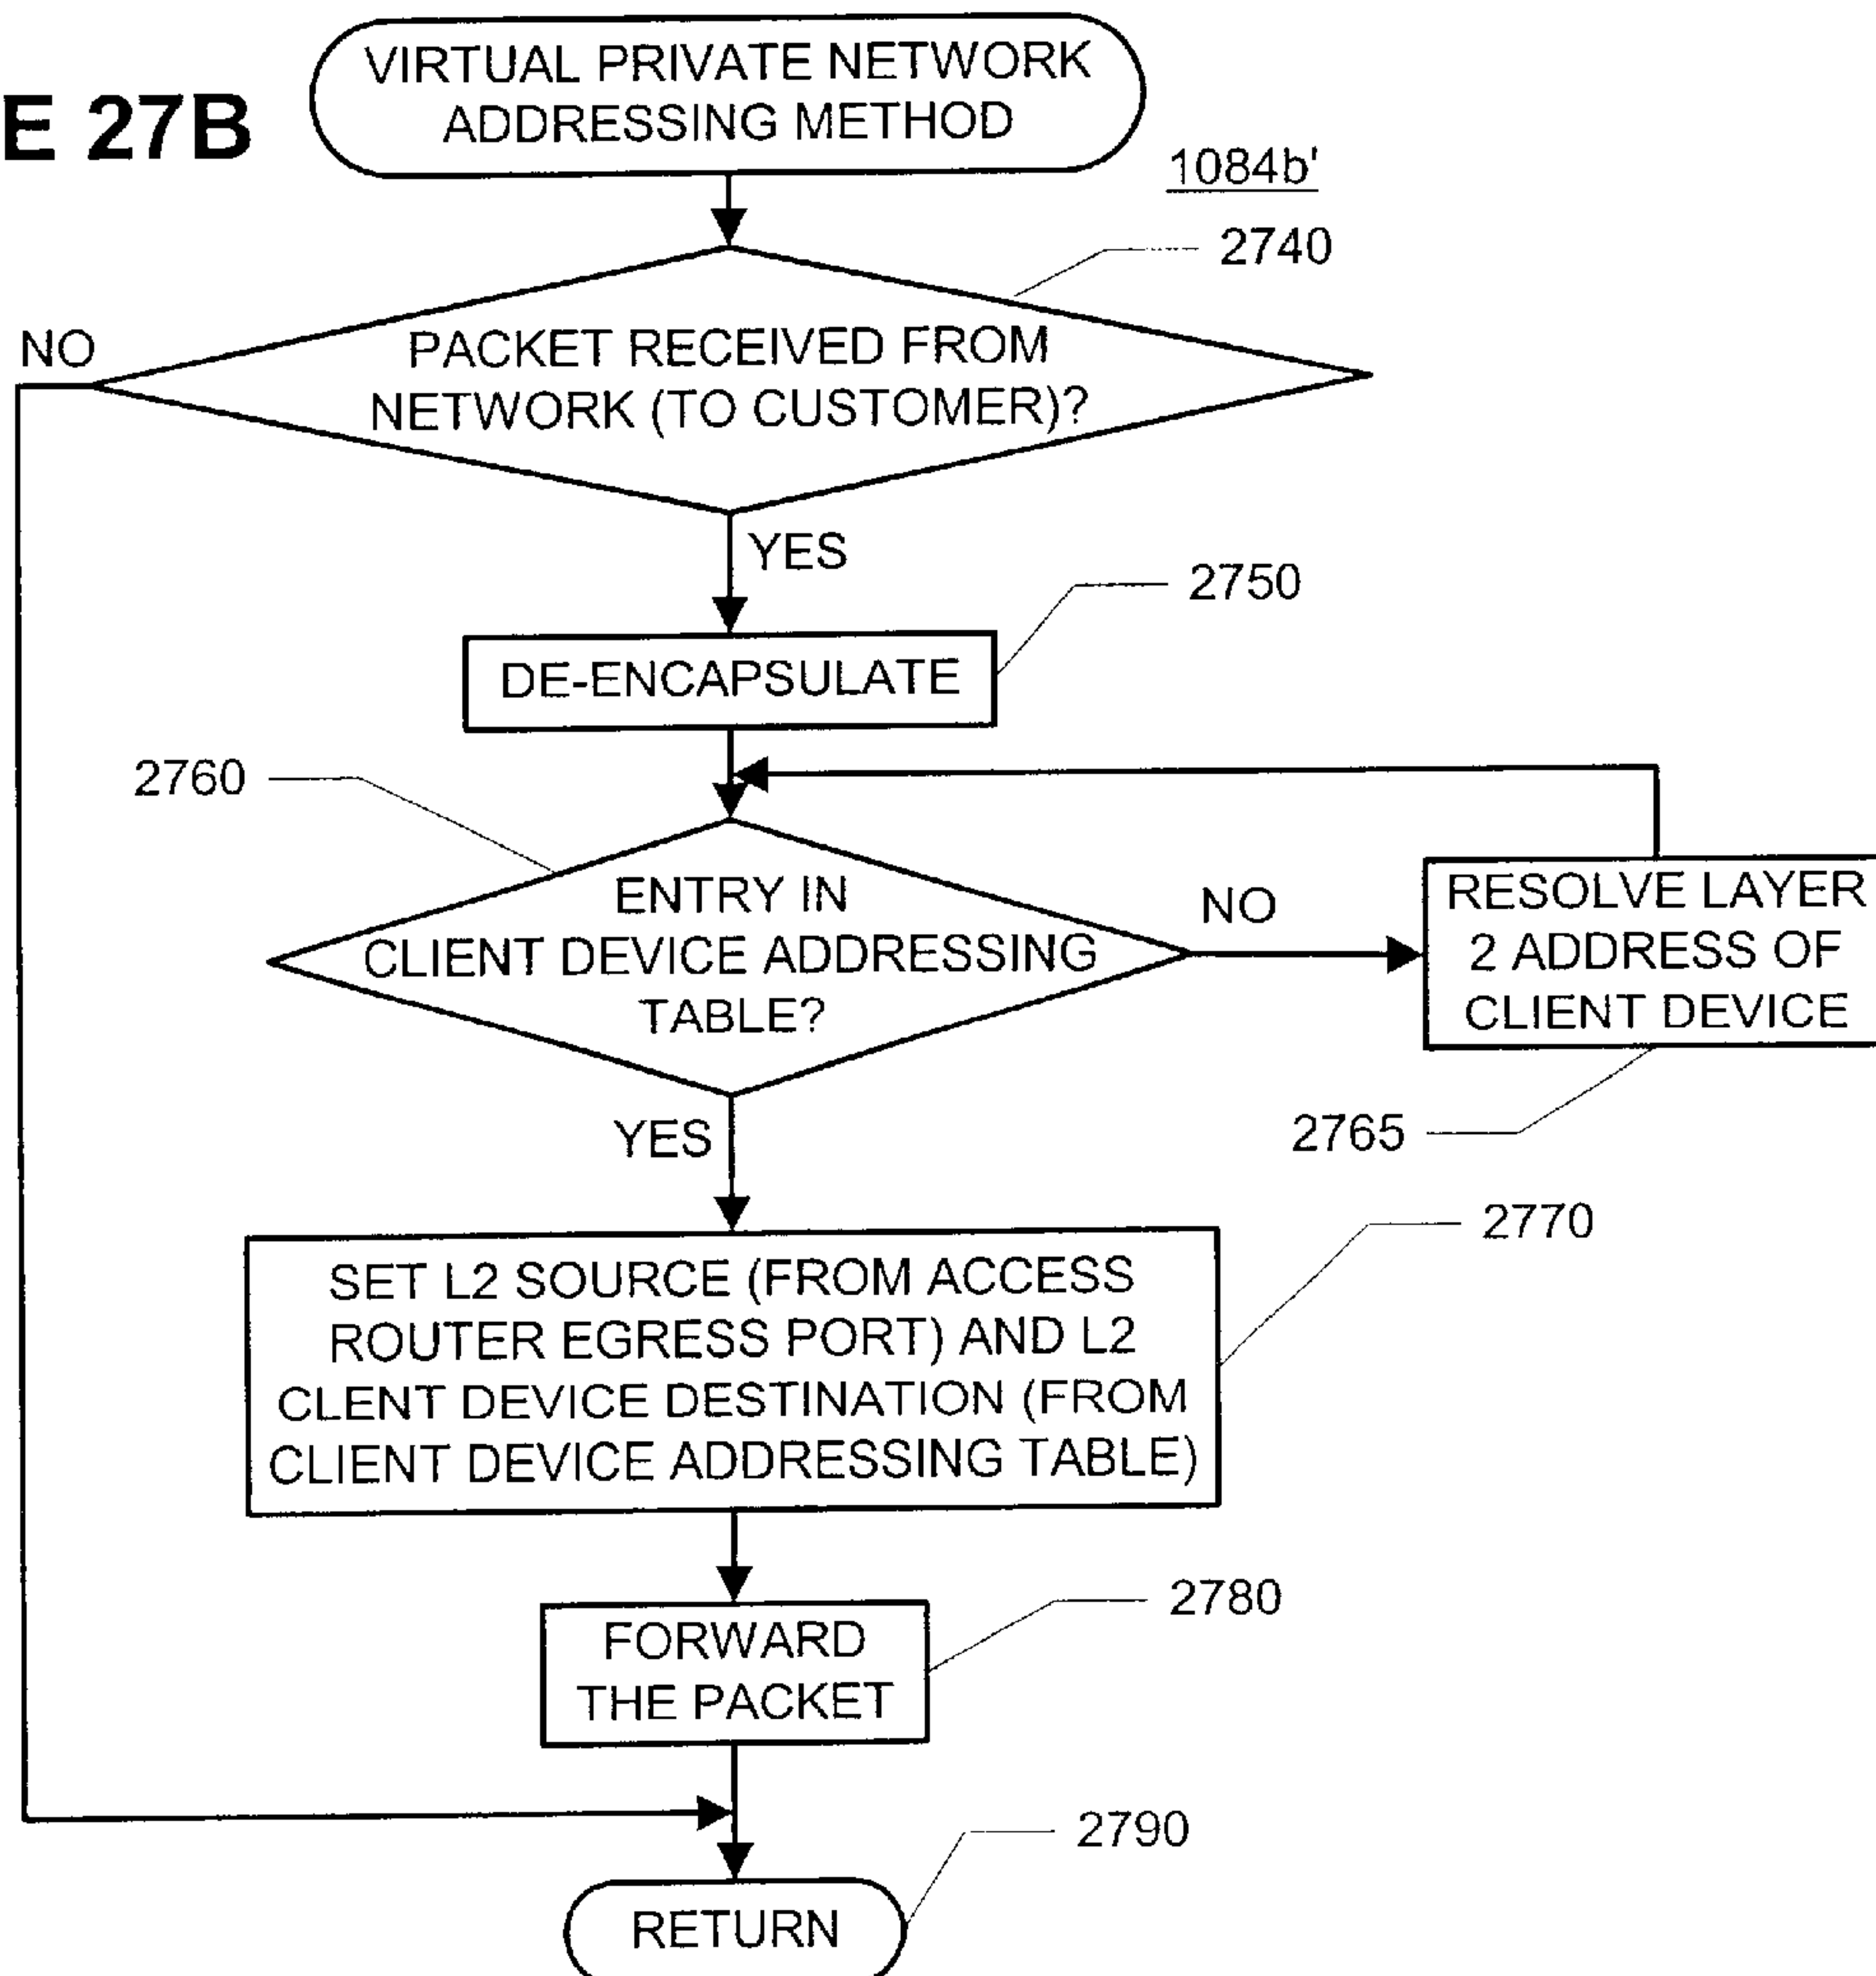 E 27B
VIRTUAL PRIVATE NETWORK
ADDRESSING METHOD
1084b'
2740
NO
PACKET RECEIVED FROM
NETWORK (TO CUSTOMER)?
YES
2750
DE-ENCAPSULATE
2760
ENTRY IN
CLIENT DEVICE ADDRESSING
TABLE?
NO
RESOLVE LAYER
2 ADDRESS OF
CLIENT DEVICE
2765
YES
2770
SET L2 SOURCE (FROM ACCESS
ROUTER EGRESS PORT) AND L2
CLENT DEVICE DESTINATION (FROM
CLIENT DEVICE ADDRESSING TABLE)
2780
FORWARD
THE PACKET
2790
RETURN